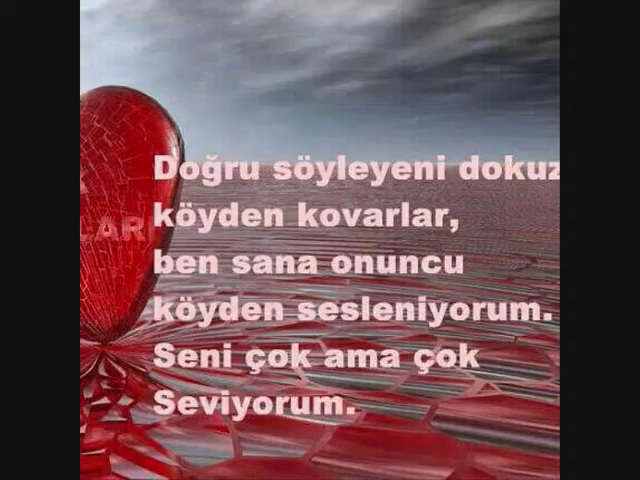 Doğru söyleyeni dokuz
köyden kovarlar,
ben sana onuncu
köyden sesleniyorum.
Seni çok ama çok
Seviyorum.